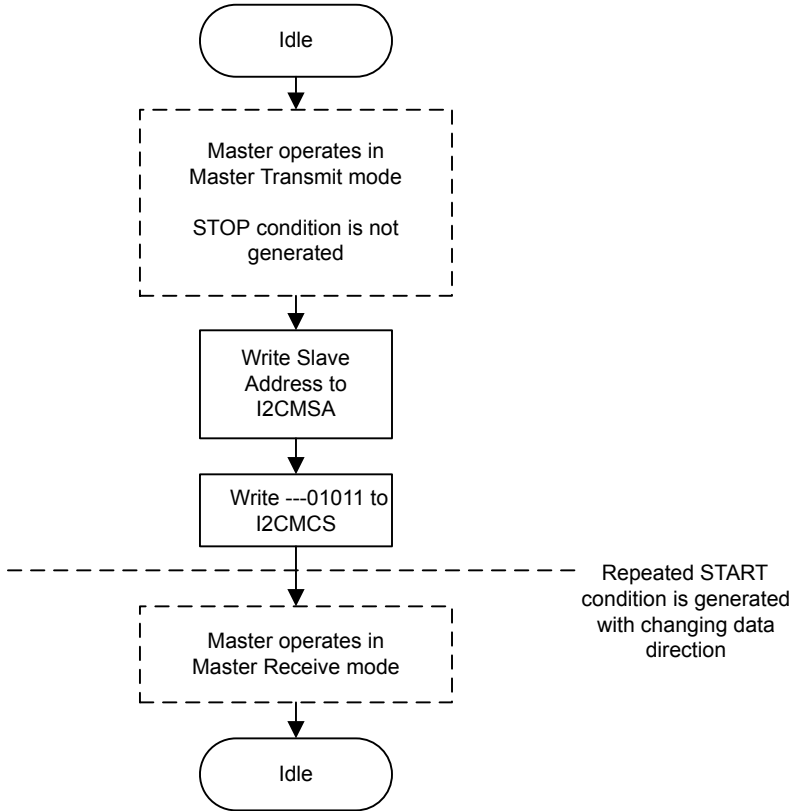 Idle
Master operates in
Master Transmit mode
STOP condition is not
generated
Write Slave
Address to
I2CMSA
Write ---01011 to
I2CMCS
Repeated START
condition is generated
with changing data
direction
Master operates in
Master Receive mode
Idle